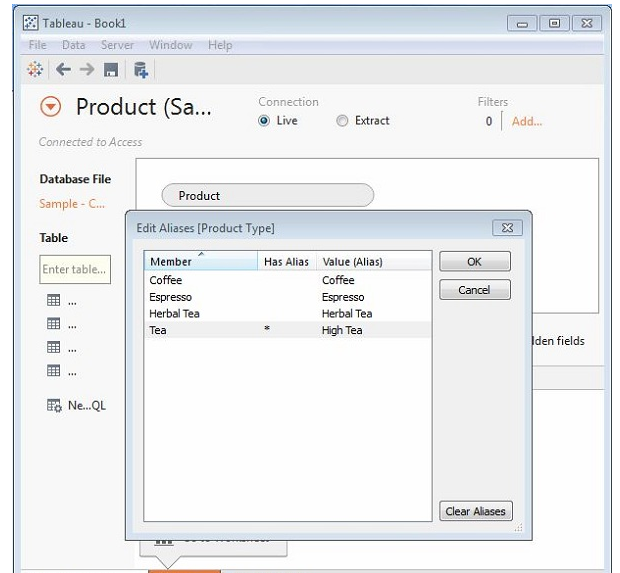 Tableau - Book1
File Data Server Window Help
Product (Sa...
Connection
Live Extract
Filters
0 Add...
Connected to Access
Database File
Sample - C...
Table
Enter table...
...
...
...
...
Ne...QL
Product
Edit Aliases [Product Type]
Member Has Alias Value (Alias)
Coffee Coffee
Espresso Espresso
Herbal Tea Herbal Tea
Tea * High Tea
OK
Cancel
Clear Aliases
dden fields